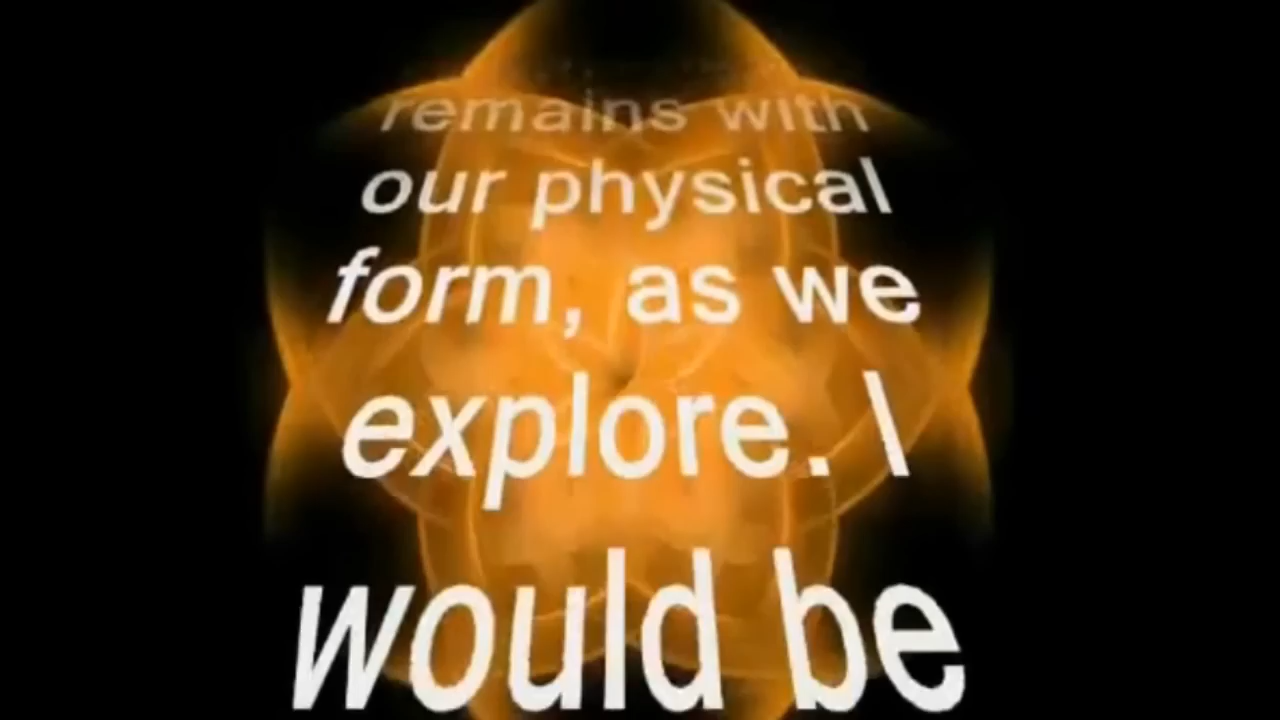 remains with
our physical
form, as we
explore. I
would be